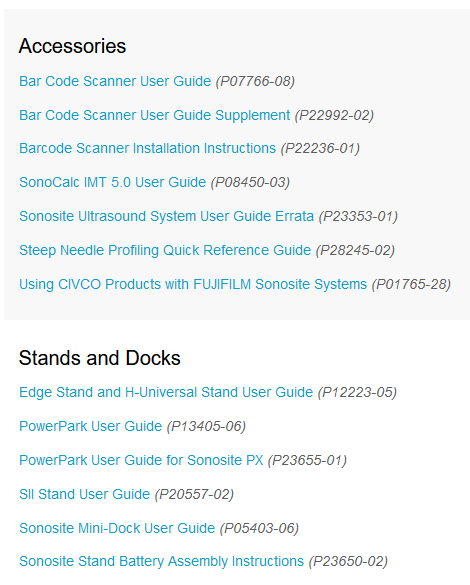 Accessories
Bar Code Scanner User Guide (P07766-08)
Bar Code Scanner User Guide Supplement (P22992-02)
Barcode Scanner Installation Instructions (P22236-01)
SonoCalc IMT 5.0 User Guide (P08450-03)
Sonosite Ultrasound System User Guide Errata (P23353-01)
Steep Needle Profiling Quick Reference Guide (P28245-02)
Using CIVCO Products with FUJIFILM Sonosite Systems (P01765-28)
Stands and Docks
Edge Stand and H-Universal Stand User Guide (P12223-05)
PowerPark User Guide (P13405-06)
PowerPark User Guide for Sonosite PX (P23655-01)
SII Stand User Guide (P20557-02)
Sonosite Mini-Dock User Guide (P05403-06)
Sonosite Stand Battery Assembly Instructions (P23650-02)